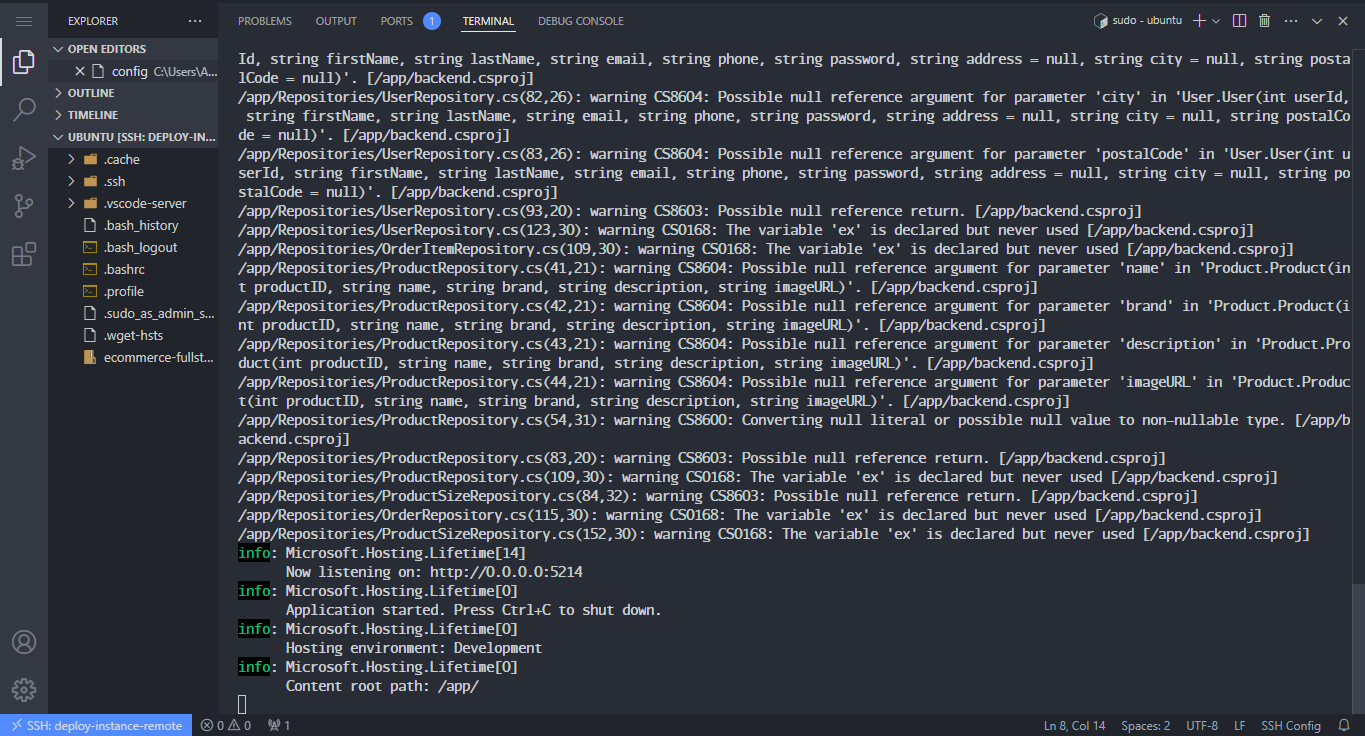 EXPLORER
OPEN EDITORS
config C:\Users\A...
OUTLINE
TIMELINE
UBUNTU [SSH: DEPLOY-IN...
.cache
.ssh
.vscode-server
.bash_history
.bash_logout
.bashrc
.profile
.sudo_as_admin_s...
.wget-hsts
ecommerce-fullst...
PROBLEMS OUTPUT PORTS 1 TERMINAL DEBUG CONSOLE
sudo - ubuntu
Id, string firstName, string lastName, string email, string phone, string password, string address = null, string city = null, string posta
lCode = null)'. [/app/backend.csproj]
/app/Repositories/UserRepository.cs(82,26): warning CS8604: Possible null reference argument for parameter 'city' in 'User.User(int userId,
string firstName, string lastName, string email, string phone, string password, string address = null, string city = null, string postalCo
de = null)'. [/app/backend.csproj]
/app/Repositories/UserRepository.cs(83,26): warning CS8604: Possible null reference argument for parameter 'postalCode' in 'User.User(int u
serId, string firstName, string lastName, string email, string phone, string password, string address = null, string city = null, string po
stalCode = null)'. [/app/backend.csproj]
/app/Repositories/UserRepository.cs(93,20): warning CS8603: Possible null reference return. [/app/backend.csproj]
/app/Repositories/UserRepository.cs(123,30): warning CS0168: The variable 'ex' is declared but never used [/app/backend.csproj]
/app/Repositories/OrderItemRepository.cs(109,30): warning CS0168: The variable 'ex' is declared but never used [/app/backend.csproj]
/app/Repositories/ProductRepository.cs(41,21): warning CS8604: Possible null reference argument for parameter 'name' in 'Product.Product(in
t productID, string name, string brand, string description, string imageURL)'. [/app/backend.csproj]
/app/Repositories/ProductRepository.cs(42,21): warning CS8604: Possible null reference argument for parameter 'brand' in 'Product.Product(i
nt productID, string name, string brand, string description, string imageURL)'. [/app/backend.csproj]
/app/Repositories/ProductRepository.cs(43,21): warning CS8604: Possible null reference argument for parameter 'description' in 'Product.Pro
duct(int productID, string name, string brand, string description, string imageURL)'. [/app/backend.csproj]
/app/Repositories/ProductRepository.cs(44,21): warning CS8604: Possible null reference argument for parameter 'imageURL' in 'Product.Produc
t(int productID, string name, string brand, string description, string imageURL)'. [/app/backend.csproj]
/app/Repositories/ProductRepository.cs(54,31): warning CS8600: Converting null literal or possible null value to non-nullable type. [/app/b
ackend.csproj]
/app/Repositories/ProductRepository.cs(83,20): warning CS8603: Possible null reference return. [/app/backend.csproj]
/app/Repositories/ProductRepository.cs(109,30): warning CS0168: The variable 'ex' is declared but never used [/app/backend.csproj]
/app/Repositories/ProductSizeRepository.cs(84,32): warning CS8603: Possible null reference return. [/app/backend.csproj]
/app/Repositories/OrderRepository.cs(115,30): warning CS0168: The variable 'ex' is declared but never used [/app/backend.csproj]
/app/Repositories/ProductSizeRepository.cs(152,30): warning CS0168: The variable 'ex' is declared but never used [/app/backend.csproj]
info: Microsoft.Hosting.Lifetime[14]
Now listening on: http://0.0.0.0:5214
info: Microsoft.Hosting.Lifetime[0]
Application started. Press Ctrl+C to shut down.
info: Microsoft.Hosting.Lifetime[0]
Hosting environment: Development
info: Microsoft.Hosting.Lifetime[0]
Content root path: /app/
SSH: deploy-instance-remote 0 0 1 Ln 8, Col 14 Spaces: 2 UTF-8 LF SSH Config